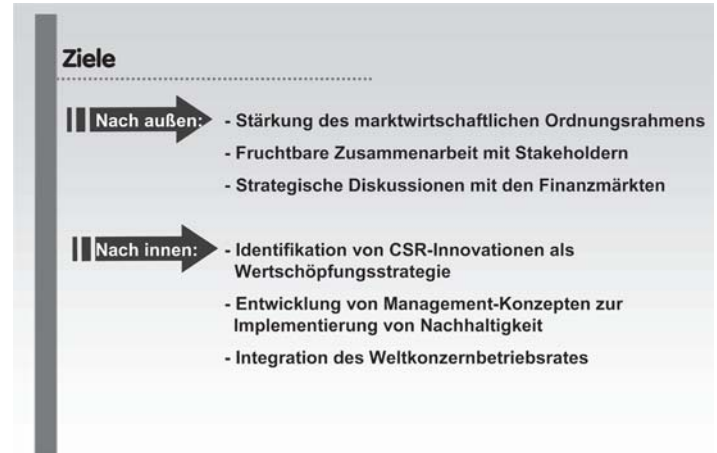 Ziele
Nach außen:
- Stärkung des marktwirtschaftlichen Ordnungsrahmens
- Fruchtbare Zusammenarbeit mit Stakeholdern
- Strategische Diskussionen mit den Finanzmärkten
Nach innen:
- Identifikation von CSR-Innovationen als
Wertschöpfungsstrategie
- Entwicklung von Management-Konzepten zur
Implementierung von Nachhaltigkeit
- Integration des Weltkonzernbetriebsrates